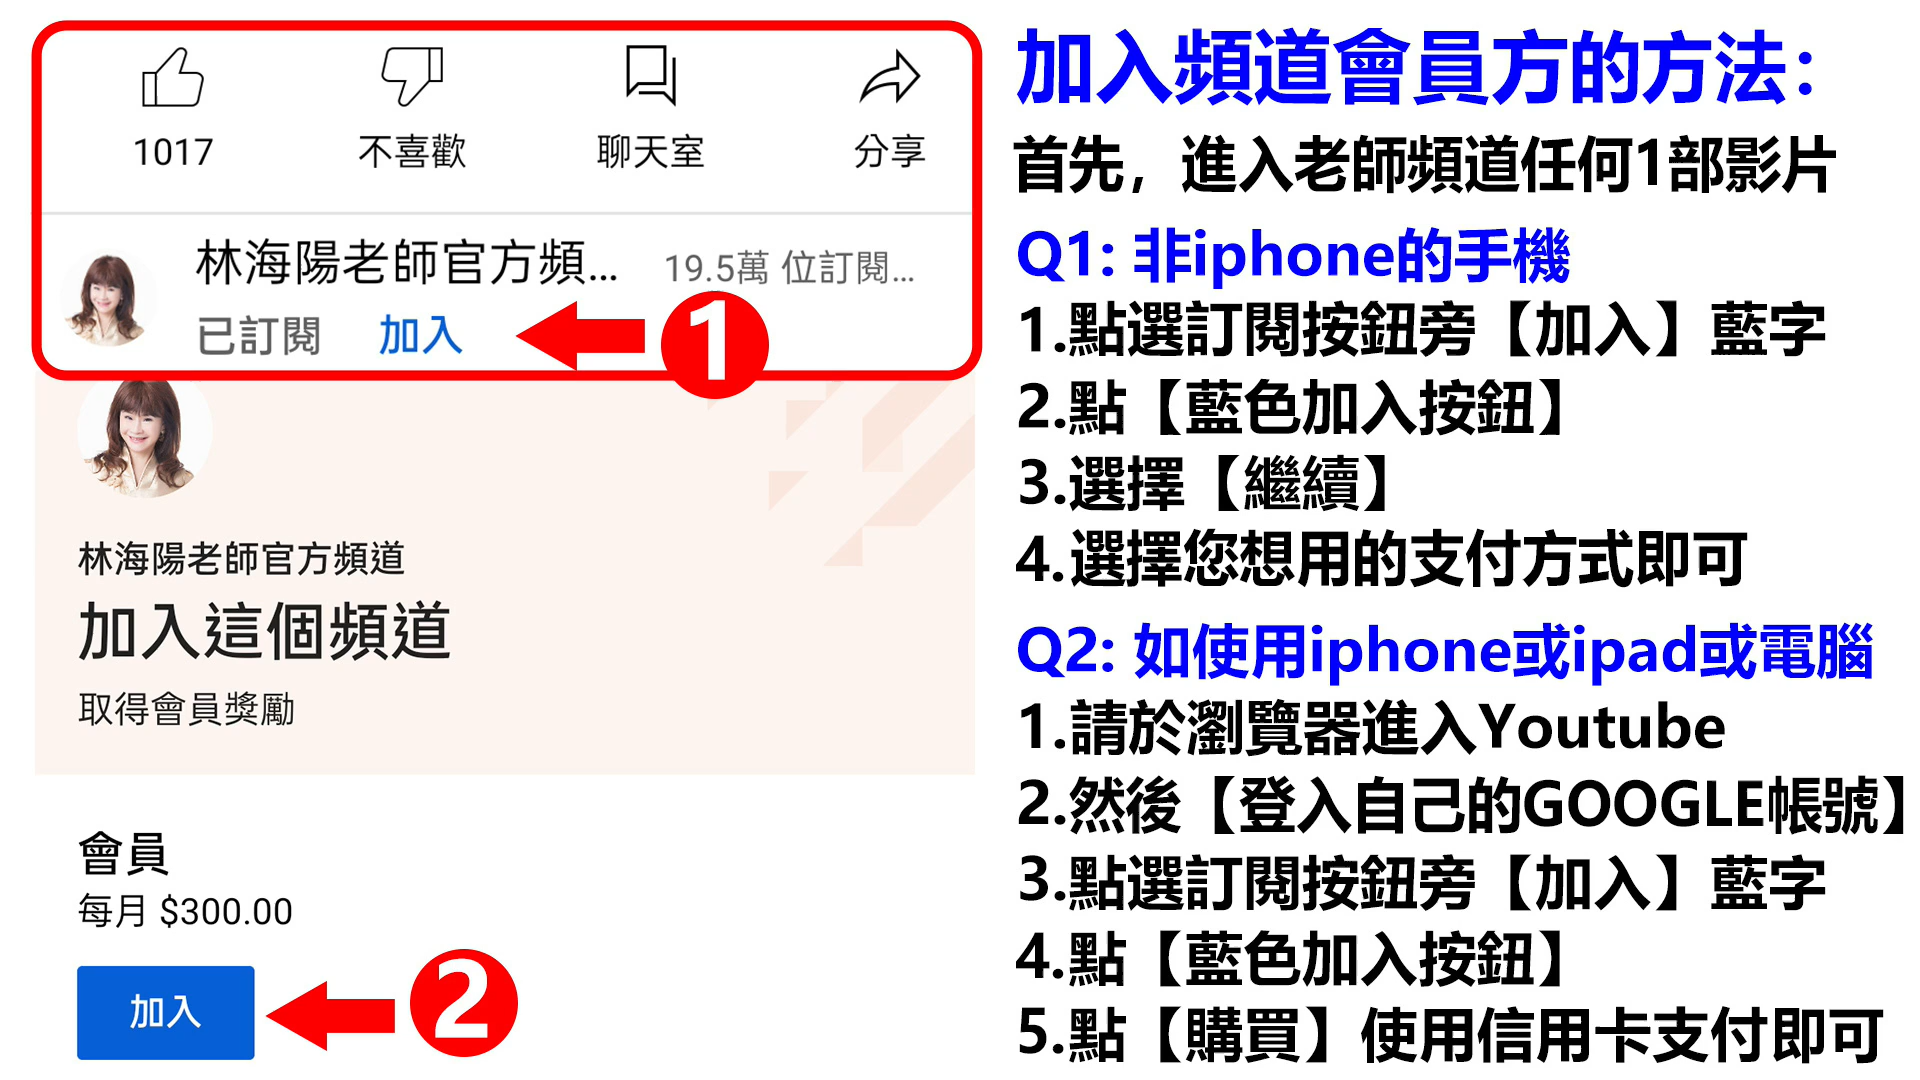 1017
不喜歡
聊天室
分享
林海陽老師官方頻...
19.5萬 位訂閱...
已訂閱
加入
1
林海陽老師官方頻道
加入這個頻道
取得會員獎勵
會員
每月 $300.00
加入
2
加入頻道會員方的方法：
首先，進入老師頻道任何1部影片
Q1: 非iphone的手機
1.點選訂閱按鈕旁【加入】藍字
2.點【藍色加入按鈕】
3.選擇【繼續】
4.選擇您想用的支付方式即可
Q2: 如使用iphone或ipad或電腦
1.請於瀏覽器進入Youtube
2.然後【登入自己的GOOGLE帳號】
3.點選訂閱按鈕旁【加入】藍字
4.點【藍色加入按鈕】
5.點【購買】使用信用卡支付即可